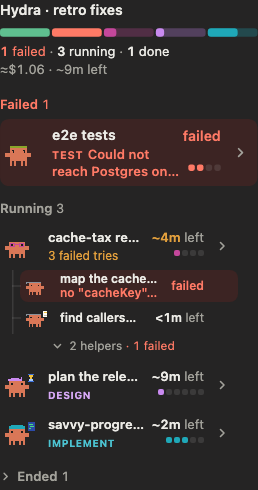 Hydra · retro fixes
1 failed · 3 running · 1 done
≈$1.06 · ~9m left
Failed 1
e2e tests failed
TEST Could not
reach Postgres on...
Running 3
cache-tax re... ~4m left
3 failed tries
map the cache... failed
no "cacheKey"...
find callers... <1m left
2 helpers · 1 failed
plan the rele... ~9m left
DESIGN
savvy-progre... ~2m left
IMPLEMENT
Ended 1